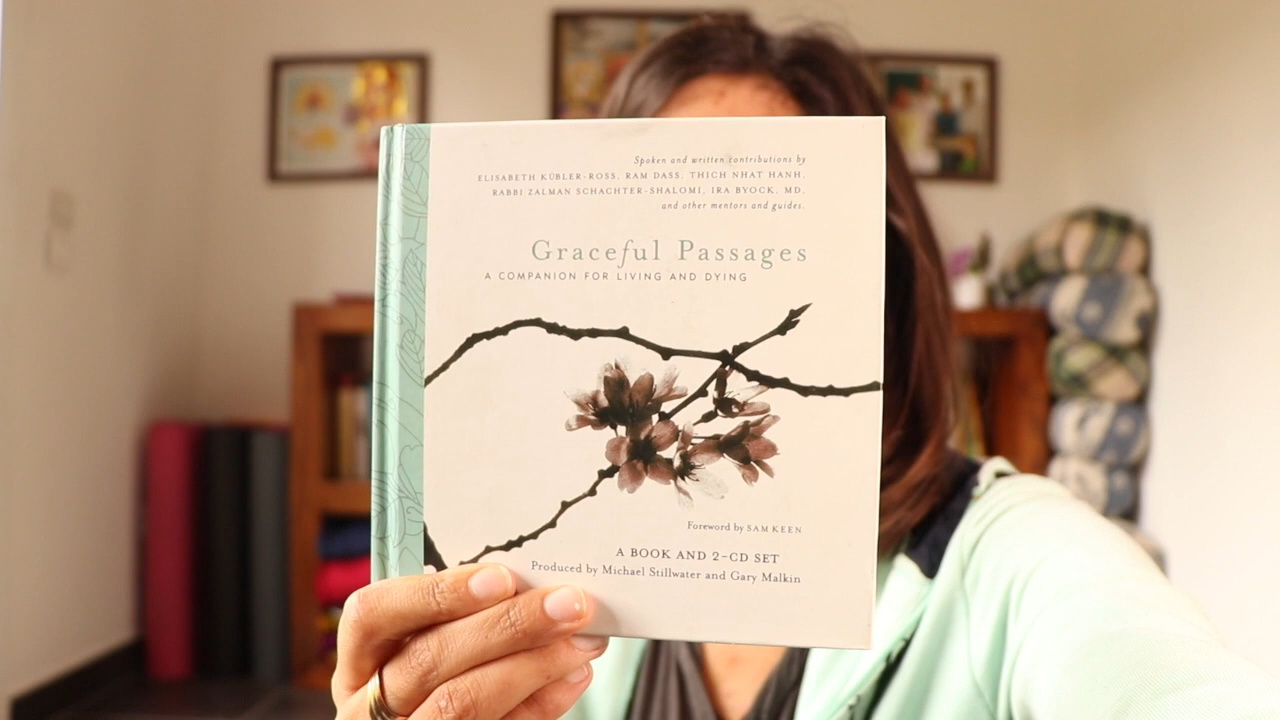 Spoken and written contributions by
ELISABETH KÜBLER-ROSS, RAM DASS, THICH NHAT HANH,
RABBI ZALMAN SCHACHTER-SHALOMI, IRA BYOCK, MD,
and other mentors and guides.
Graceful Passages
A COMPANION FOR LIVING AND DYING
Foreword by SAM KEEN
A BOOK AND 2-CD SET
Produced by Michael Stillwater and Gary Malkin